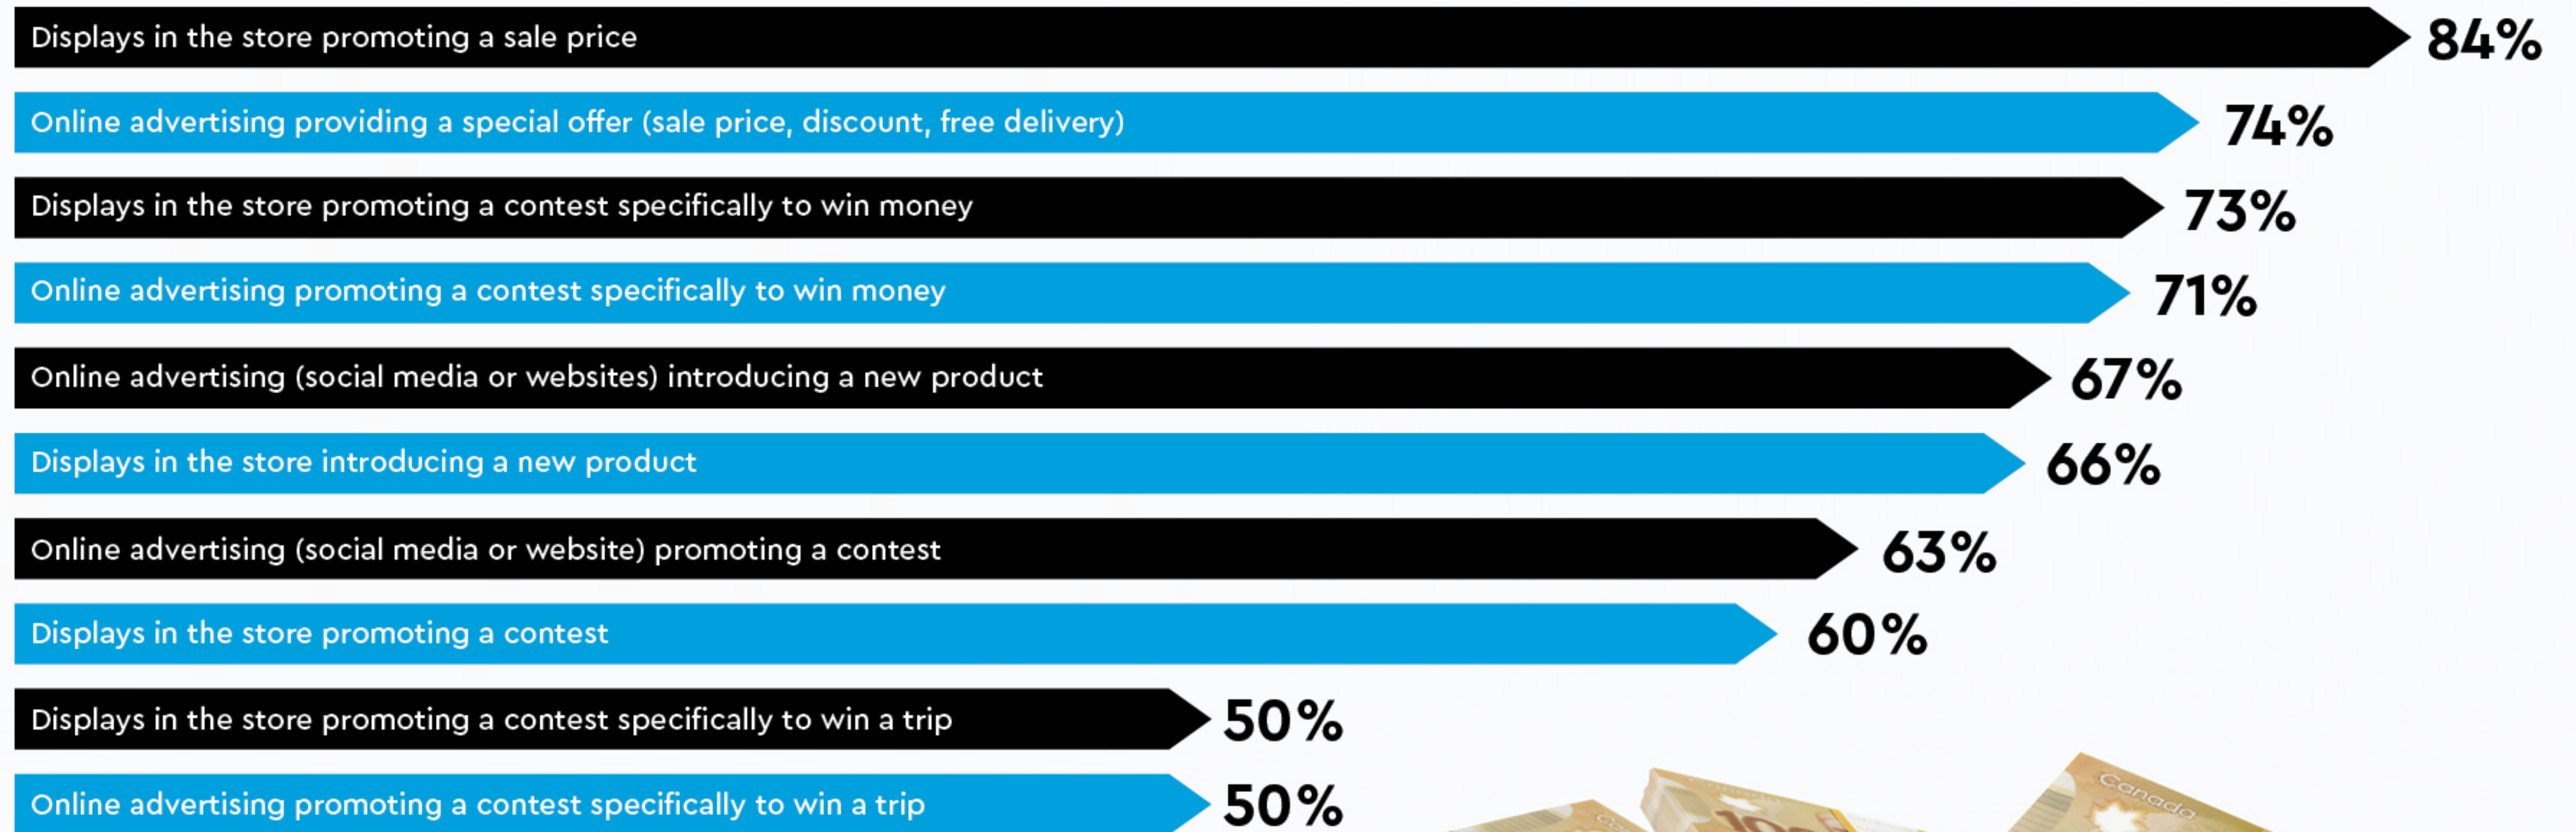 Displays in the store promoting a sale price 84%
Online advertising providing a special offer (sale price, discount, free delivery) 74%
Displays in the store promoting a contest specifically to win money 73%
Online advertising promoting a contest specifically to win money 71%
Online advertising (social media or websites) introducing a new product 67%
Displays in the store introducing a new product 66%
Online advertising (social media or website) promoting a contest 63%
Displays in the store promoting a contest 60%
Displays in the store promoting a contest specifically to win a trip 50%
Online advertising promoting a contest specifically to win a trip 50%
Canada